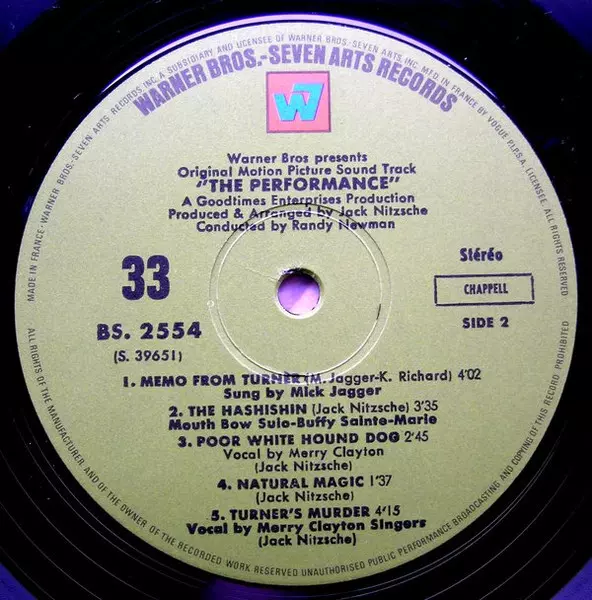 WARNER BROS.-SEVEN ARTS RECORDS, INC. A SUBSIDIARY AND LICENSEE OF WARNER BROS.-SEVEN ARTS, INC. MFD. IN FRANCE BY VOGUE P.I.P.S.A. LICENSEE. ALL RIGHTS RESERVED
WARNER BROS.-SEVEN ARTS RECORDS
W7
Warner Bros presents
Original Motion Picture Sound Track
"THE PERFORMANCE"
A Goodtimes Enterprises Production
Produced & Arranged by Jack Nitzsche
Conducted by Randy Newman
33
Stéréo
CHAPPELL
BS. 2554
SIDE 2
(S. 39651)
1. MEMO FROM TURNER (M. Jagger-K. Richard) 4'02
Sung by Mick Jagger
2. THE HASHISHIN (Jack Nitzsche) 3'35
Mouth Bow Sulo-Buffy Sainte-Marie
3. POOR WHITE HOUND DOG 2'45
Vocal by Merry Clayton
(Jack Nitzsche)
4. NATURAL MAGIC 1'37
(Jack Nitzsche)
5. TURNER'S MURDER 4'15
Vocal by Merry Clayton Singers
(Jack Nitzsche)
MADE IN FRANCE
ALL RIGHTS OF THE MANUFACTURER AND OF THE OWNER OF THE RECORDED WORK RESERVED UNAUTHORISED PUBLIC PERFORMANCE BROADCASTING AND COPYING OF THIS RECORD PROHIBITED